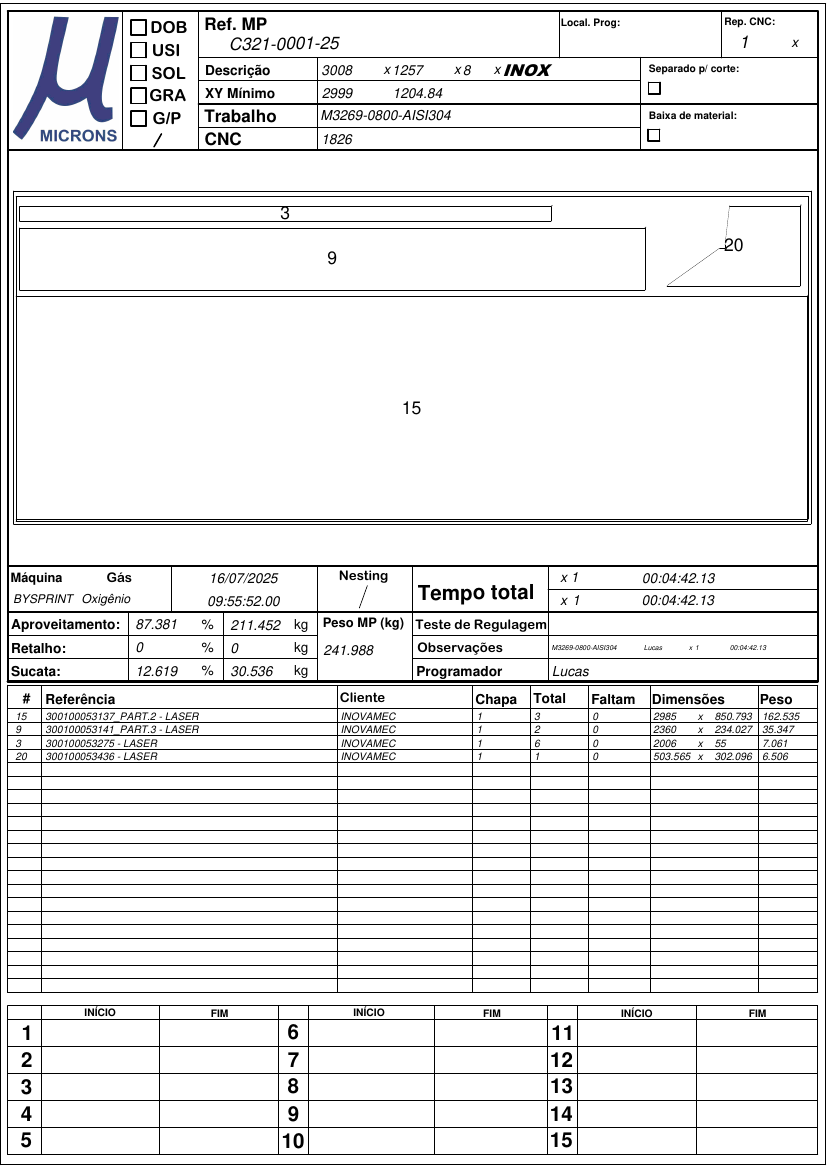 µ
MICRONS
DOB
USI
SOL
GRA
G/P
/
Ref. MP
C321-0001-25
Local. Prog:
Rep. CNC:
1 x
Descrição 3008 x 1257 x 8 x INOX
XY Mínimo 2999 1204.84
Trabalho M3269-0800-AISI304
CNC 1826
Separado p/ corte:
Baixa de material:
3
9
20
15
Máquina Gás
BYSPRINT Oxigênio
16/07/2025
09:55:52.00
Nesting
/
Tempo total
x 1 00:04:42.13
x 1 00:04:42.13
Aproveitamento: 87.381 % 211.452 kg
Retalho: 0 % 0 kg
Sucata: 12.619 % 30.536 kg
Peso MP (kg)
241.988
Teste de Regulagem
Observações M3269-0800-AISI304 Lucas x 1 00:04:42.13
Programador Lucas
# Referência Cliente Chapa Total Faltam Dimensões Peso
15 300100053137_PART.2 - LASER INOVAMEC 1 3 0 2985 x 850.793 162.535
9 300100053141_PART.3 - LASER INOVAMEC 1 2 0 2360 x 234.027 35.347
3 300100053275 - LASER INOVAMEC 1 6 0 2006 x 55 7.061
20 300100053436 - LASER INOVAMEC 1 1 0 503.565 x 302.096 6.506
INÍCIO FIM INÍCIO FIM INÍCIO FIM
1 6 11
2 7 12
3 8 13
4 9 14
5 10 15